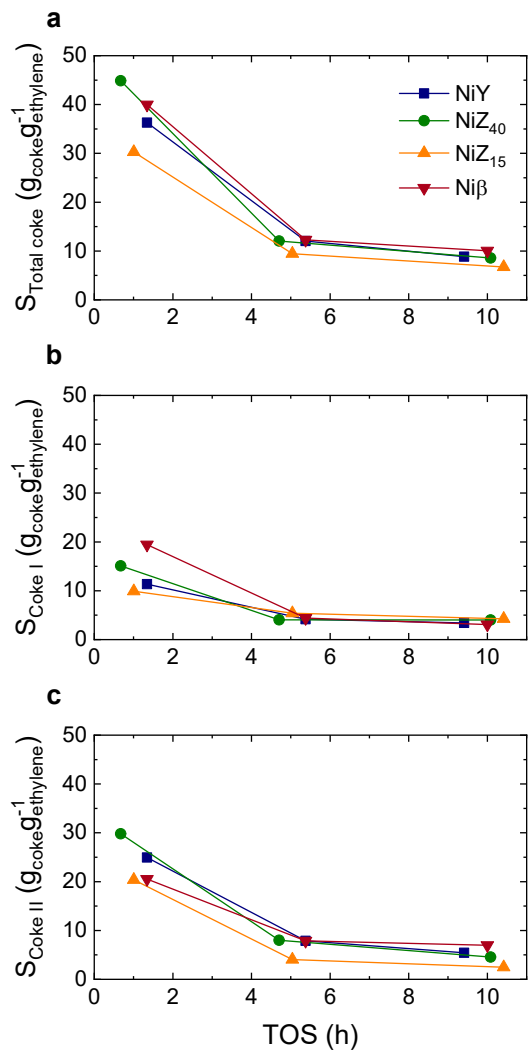 a
S_Total coke (g_coke g⁻¹_ethylene)
50
40
30
20
10
0
0 2 4 6 8 10
NiY
NiZ₄₀
NiZ₁₅
Niβ
b
S_Coke I (g_coke g⁻¹_ethylene)
50
40
30
20
10
0
0 2 4 6 8 10
c
S_Coke II (g_coke g⁻¹_ethylene)
50
40
30
20
10
0
0 2 4 6 8 10
TOS (h)